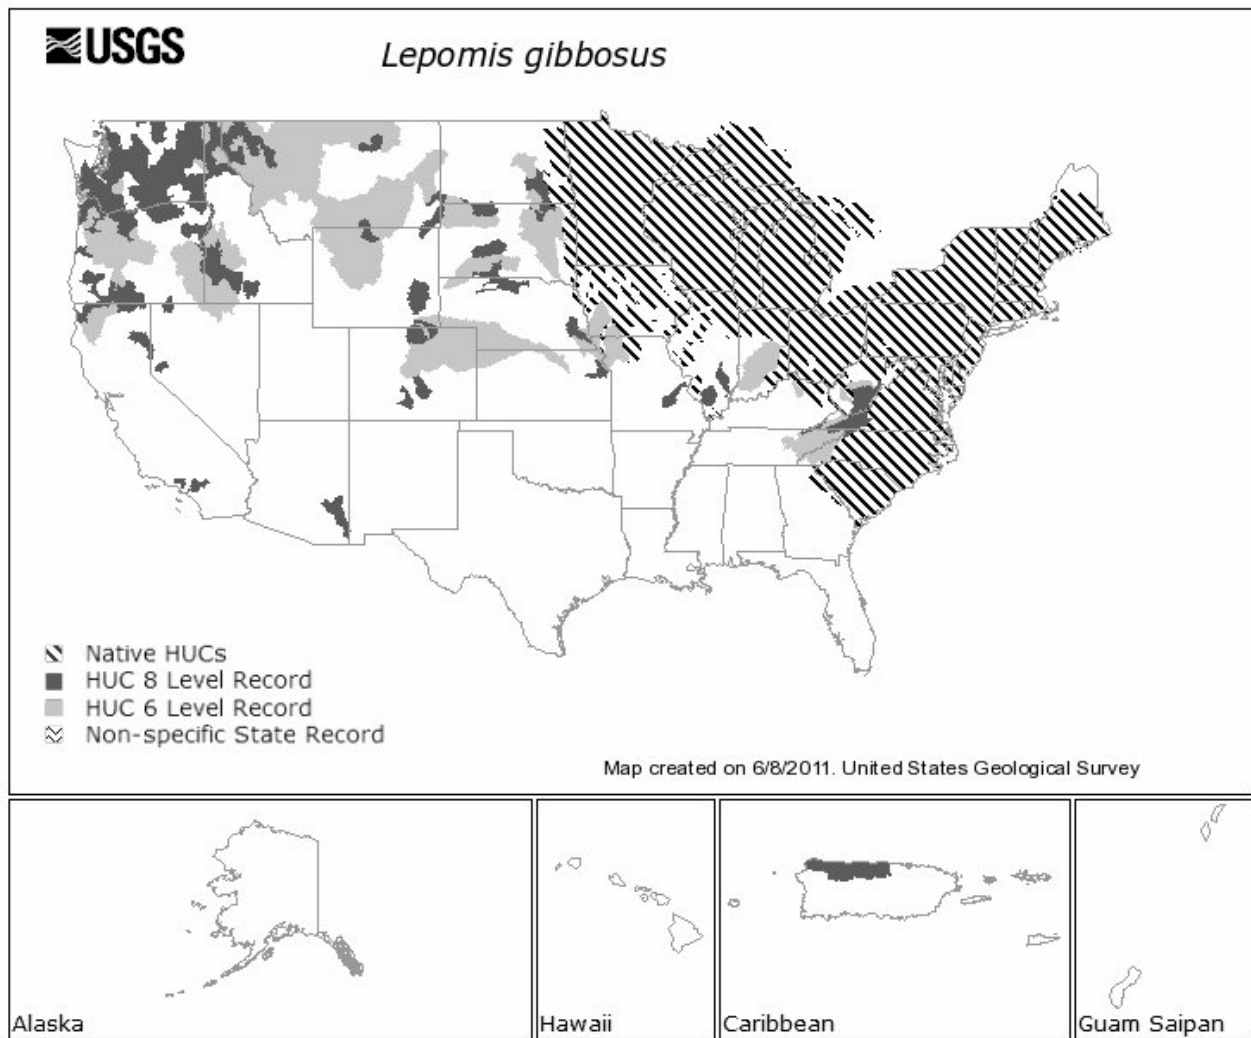 USGS
Lepomis gibbosus
Native HUCs
HUC 8 Level Record
HUC 6 Level Record
Non-specific State Record
Map created on 6/8/2011. United States Geological Survey
Alaska
Hawaii
Caribbean
Guam Saipan